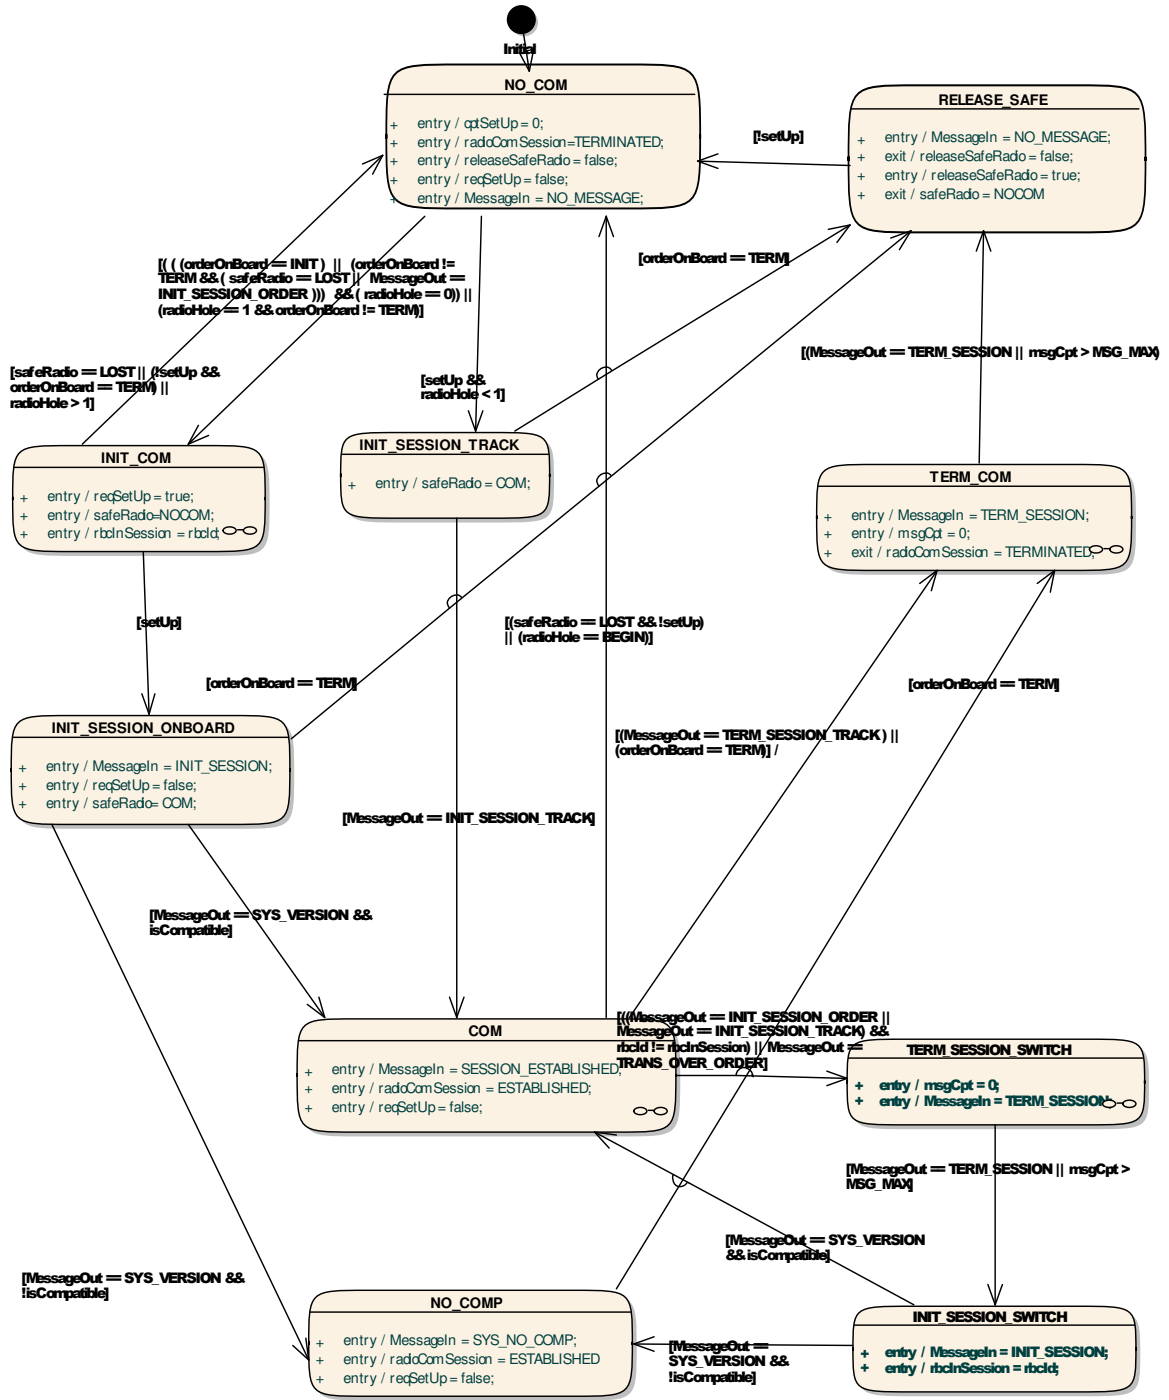 Initial
NO_COM
+ entry / cptSetUp = 0;
+ entry / radioComSession=TERMINATED;
+ entry / releaseSafeRadio = false;
+ entry / reqSetUp = false;
+ entry / MessageIn = NO_MESSAGE;
RELEASE_SAFE
+ entry / MessageIn = NO_MESSAGE;
+ exit / releaseSafeRadio = false;
+ entry / releaseSafeRadio = true;
+ exit / safeRadio = NOCOM
[!setUp]
[( ( (orderOnBoard == INIT ) || (orderOnBoard !=
TERM && ( safeRadio == LOST || MessageOut ==
INIT_SESSION_ORDER ))) && ( radioHole == 0)) ||
(radioHole == 1 && orderOnBoard != TERM)]
[orderOnBoard == TERM]
[(MessageOut == TERM_SESSION || msgCpt > MSG_MAX)
[safeRadio == LOST || (!setUp &&
orderOnBoard == TERM) ||
radioHole > 1]
[setUp &&
radioHole < 1]
INIT_COM
+ entry / reqSetUp = true;
+ entry / safeRadio=NOCOM;
+ entry / rbcInSession = rbcId;
INIT_SESSION_TRACK
+ entry / safeRadio = COM;
TERM_COM
+ entry / MessageIn = TERM_SESSION;
+ entry / msgCpt = 0;
+ exit / radioComSession = TERMINATED;
[setUp]
[(safeRadio == LOST && !setUp)
|| (radioHole == BEGIN)]
[orderOnBoard == TERM]
[orderOnBoard == TERM]
INIT_SESSION_ONBOARD
+ entry / MessageIn = INIT_SESSION;
+ entry / reqSetUp = false;
+ entry / safeRadio= COM;
[(MessageOut == TERM_SESSION_TRACK ) ||
(orderOnBoard == TERM)] /
[MessageOut == INIT_SESSION_TRACK]
[MessageOut == SYS_VERSION &&
isCompatible]
COM
+ entry / MessageIn = SESSION_ESTABLISHED;
+ entry / radioComSession = ESTABLISHED;
+ entry / reqSetUp = false;
[((MessageOut == INIT_SESSION_ORDER ||
MessageOut == INIT_SESSION_TRACK) &&
rbcId != rbcInSession) || MessageOut ==
TRANS_OVER_ORDER]
TERM_SESSION_SWITCH
+ entry / msgCpt = 0;
+ entry / MessageIn = TERM_SESSION;
[MessageOut == TERM_SESSION || msgCpt >
MSG_MAX]
[MessageOut == SYS_VERSION
&& isCompatible]
[MessageOut == SYS_VERSION &&
!isCompatible]
NO_COMP
+ entry / MessageIn = SYS_NO_COMP;
+ entry / radioComSession = ESTABLISHED
+ entry / reqSetUp = false;
[MessageOut ==
SYS_VERSION &&
!isCompatible]
INIT_SESSION_SWITCH
+ entry / MessageIn = INIT_SESSION;
+ entry / rbcInSession = rbcId;